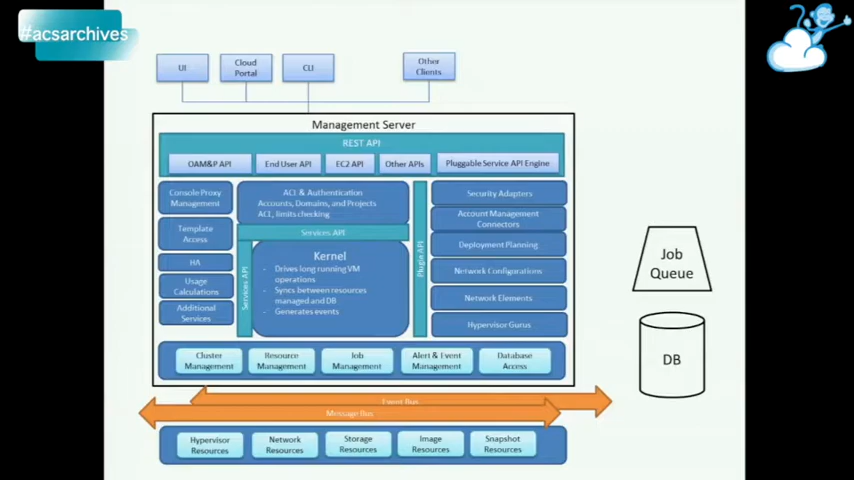 #acsarchives
UI
Cloud
Portal
CLI
Other
Clients
Management Server
REST API
OAM&P API
End User API
EC2 API
Other APIs
Pluggable Service API Engine
Console Proxy
Management
Template
Access
HA
Usage
Calculations
Additional
Services
ACL & Authentication
Accounts, Domains, and Projects
ACL, limits checking
Services API
Services API
Kernel
- Drives long running VM
operations
- Syncs between resources
managed and DB
- Generates events
Plugin API
Security Adapters
Account Management
Connectors
Deployment Planning
Network Configurations
Network Elements
Hypervisor Gurus
Cluster
Management
Resource
Management
Job
Management
Alert & Event
Management
Database
Access
Event Bus
Message Bus
Hypervisor
Resources
Network
Resources
Storage
Resources
Image
Resources
Snapshot
Resources
Job
Queue
DB